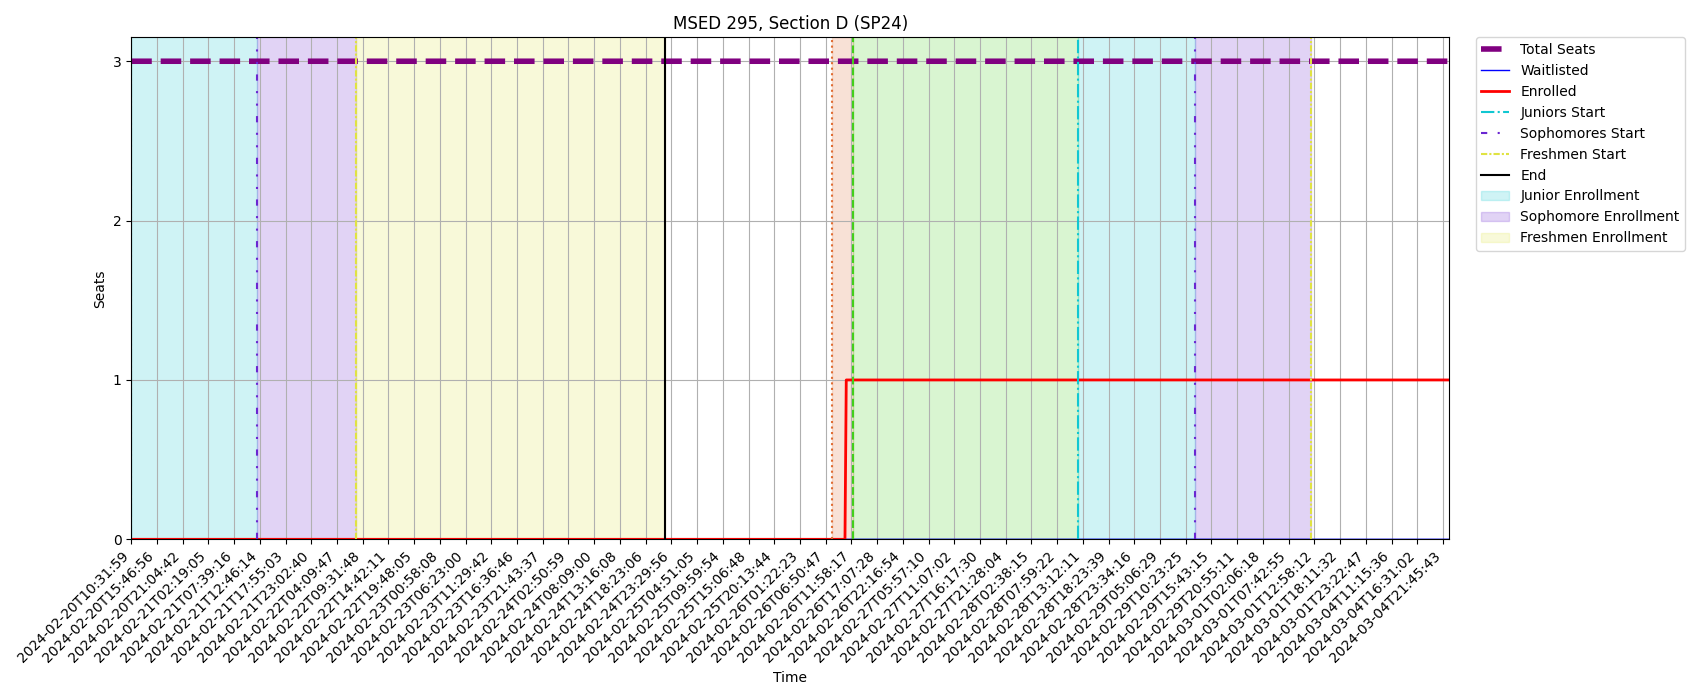 MSED 295, Section D (SP24)
Total Seats
Waitlisted
Enrolled
Juniors Start
Sophomores Start
Freshmen Start
End
Junior Enrollment
Sophomore Enrollment
Freshmen Enrollment
Seats
3
2
1
0
2024-02-20T10:31:59
2024-02-20T15:46:56
2024-02-20T21:04:42
2024-02-21T02:19:05
2024-02-21T07:39:16
2024-02-21T12:46:14
2024-02-21T17:55:03
2024-02-21T23:02:40
2024-02-22T04:09:47
2024-02-22T09:31:48
2024-02-22T14:42:11
2024-02-22T19:48:05
2024-02-23T00:58:08
2024-02-23T06:23:00
2024-02-23T11:29:42
2024-02-23T16:36:46
2024-02-23T21:43:37
2024-02-24T02:50:59
2024-02-24T08:09:00
2024-02-24T13:16:08
2024-02-24T18:23:06
2024-02-24T23:29:56
2024-02-25T04:51:05
2024-02-25T09:59:54
2024-02-25T15:06:48
2024-02-25T20:13:44
2024-02-26T01:22:23
2024-02-26T06:50:47
2024-02-26T11:58:17
2024-02-26T17:07:28
2024-02-26T22:16:54
2024-02-27T05:57:10
2024-02-27T11:07:02
2024-02-27T16:17:30
2024-02-27T21:28:04
2024-02-28T02:38:15
2024-02-28T07:59:22
2024-02-28T13:12:11
2024-02-28T18:23:39
2024-02-28T23:34:16
2024-02-29T05:06:29
2024-02-29T10:23:25
2024-02-29T15:43:15
2024-02-29T20:55:11
2024-03-01T02:06:18
2024-03-01T07:42:55
2024-03-01T12:58:12
2024-03-01T18:11:32
2024-03-01T23:22:47
2024-03-04T11:15:36
2024-03-04T16:31:02
2024-03-04T21:45:43
Time